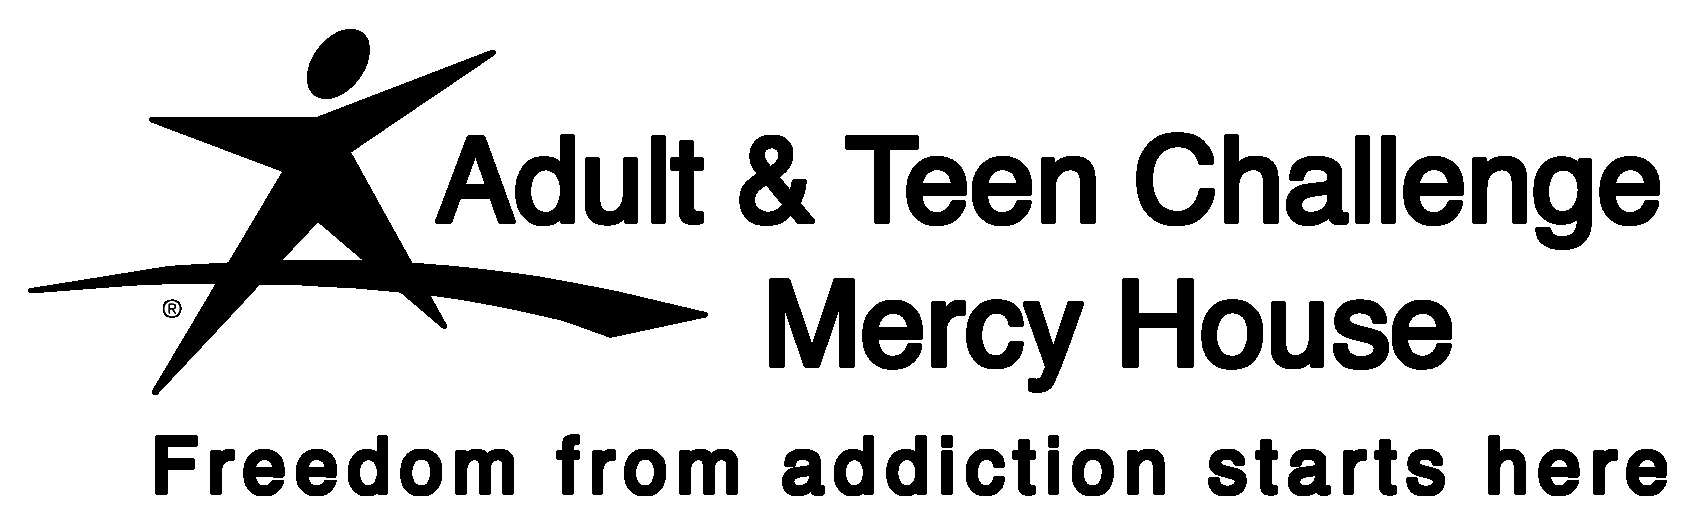 Adult & Teen Challenge
Mercy House
®
Freedom from addiction starts here